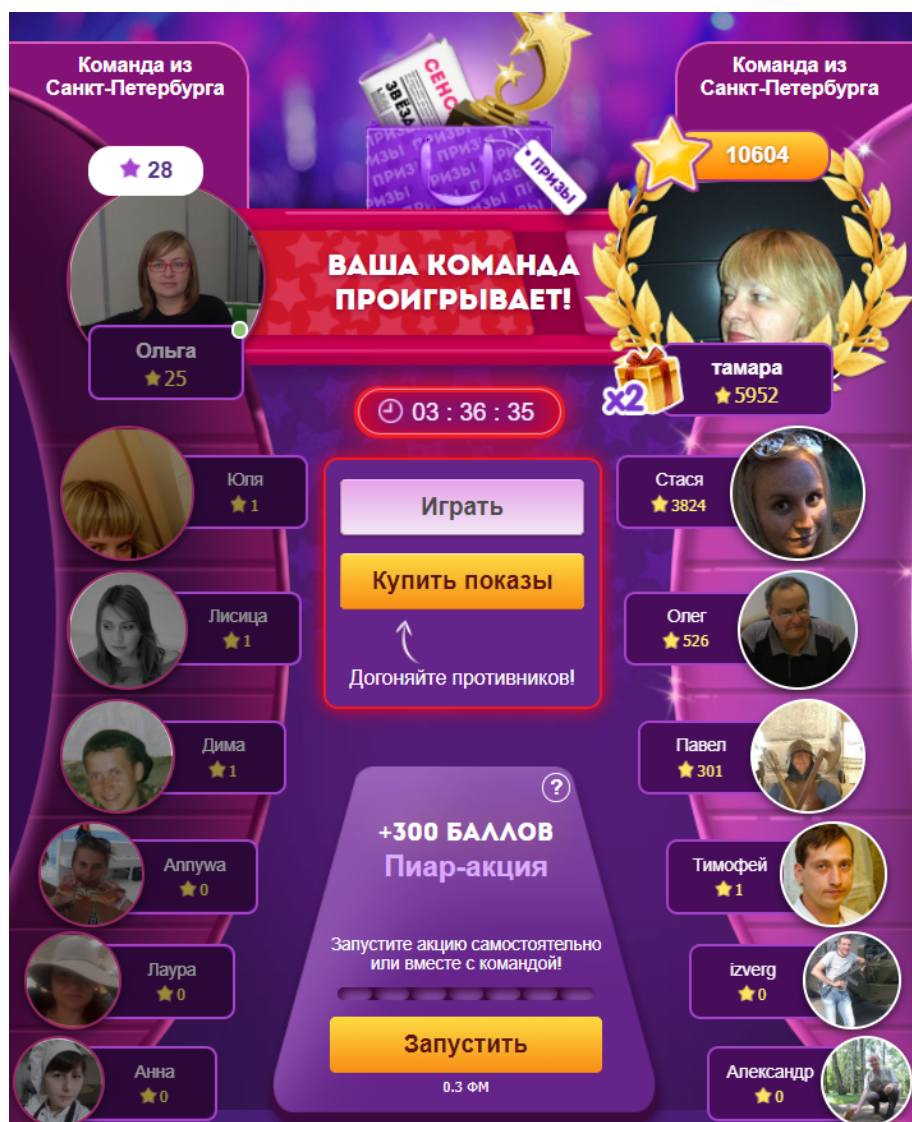 Команда из
Санкт-Петербурга
28
СЕНС
ЗВЁЗД
ПРИЗЫ
Команда из
Санкт-Петербурга
10604
ВАША КОМАНДА
ПРОИГРЫВАЕТ!
Ольга
25
x2
тамара
5952
03 : 36 : 35
Юля
1
Стася
3824
Играть
Купить показы
Догоняйте противников!
Лисица
1
Олег
526
Дима
1
Павел
301
?
+300 БАЛЛОВ
Пиар-акция
Annywa
0
Тимофей
1
Запустите акцию самостоятельно
или вместе с командой!
Лаура
0
izverg
0
Запустить
0.3 ФМ
Анна
0
Александр
0